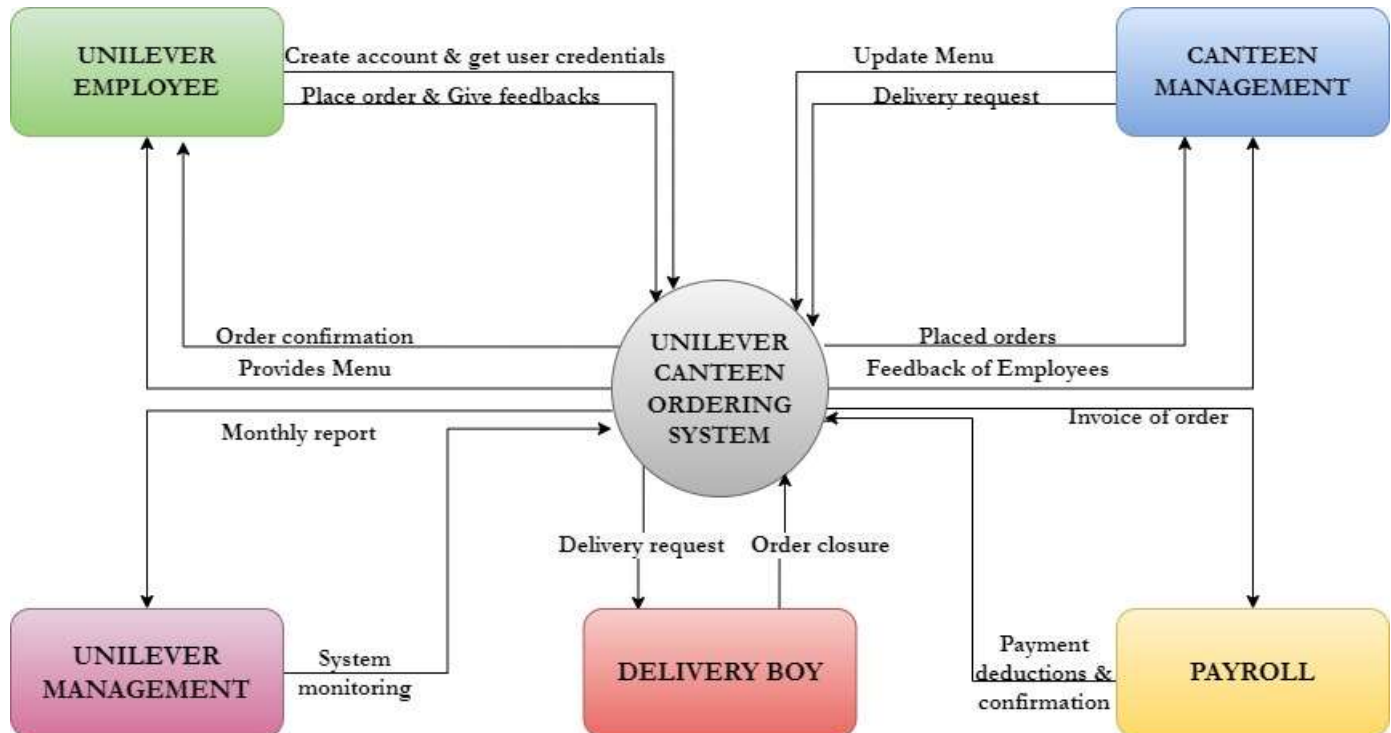 UNILEVER
EMPLOYEE
Create account & get user credentials
Place order & Give feedbacks
Update Menu
Delivery request
CANTEEN
MANAGEMENT
Order confirmation
Provides Menu
UNILEVER
CANTEEN
ORDERING
SYSTEM
Placed orders
Feedback of Employees
Monthly report
Invoice of order
Delivery request
Order closure
UNILEVER
MANAGEMENT
System
monitoring
DELIVERY BOY
Payment
deductions &
confirmation
PAYROLL